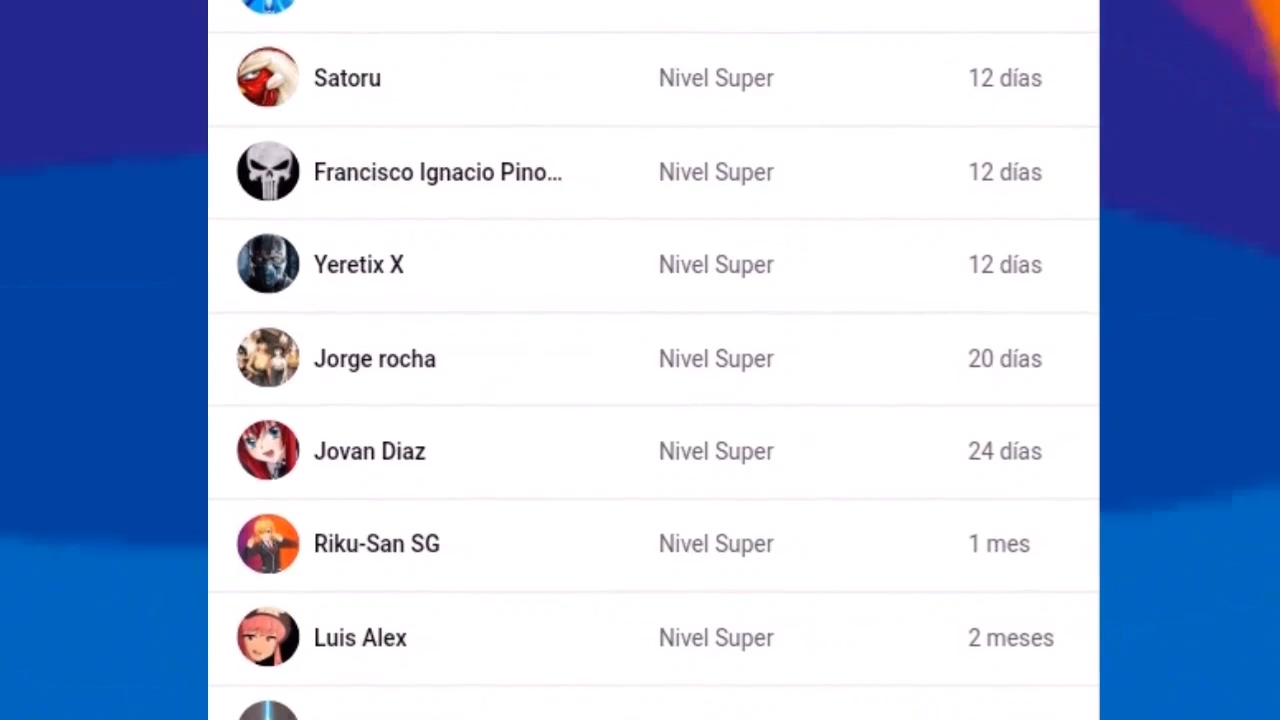 Satoru Nivel Super 12 días
Francisco Ignacio Pino... Nivel Super 12 días
Yeretix X Nivel Super 12 días
Jorge rocha Nivel Super 20 días
Jovan Diaz Nivel Super 24 días
Riku-San SG Nivel Super 1 mes
Luis Alex Nivel Super 2 meses